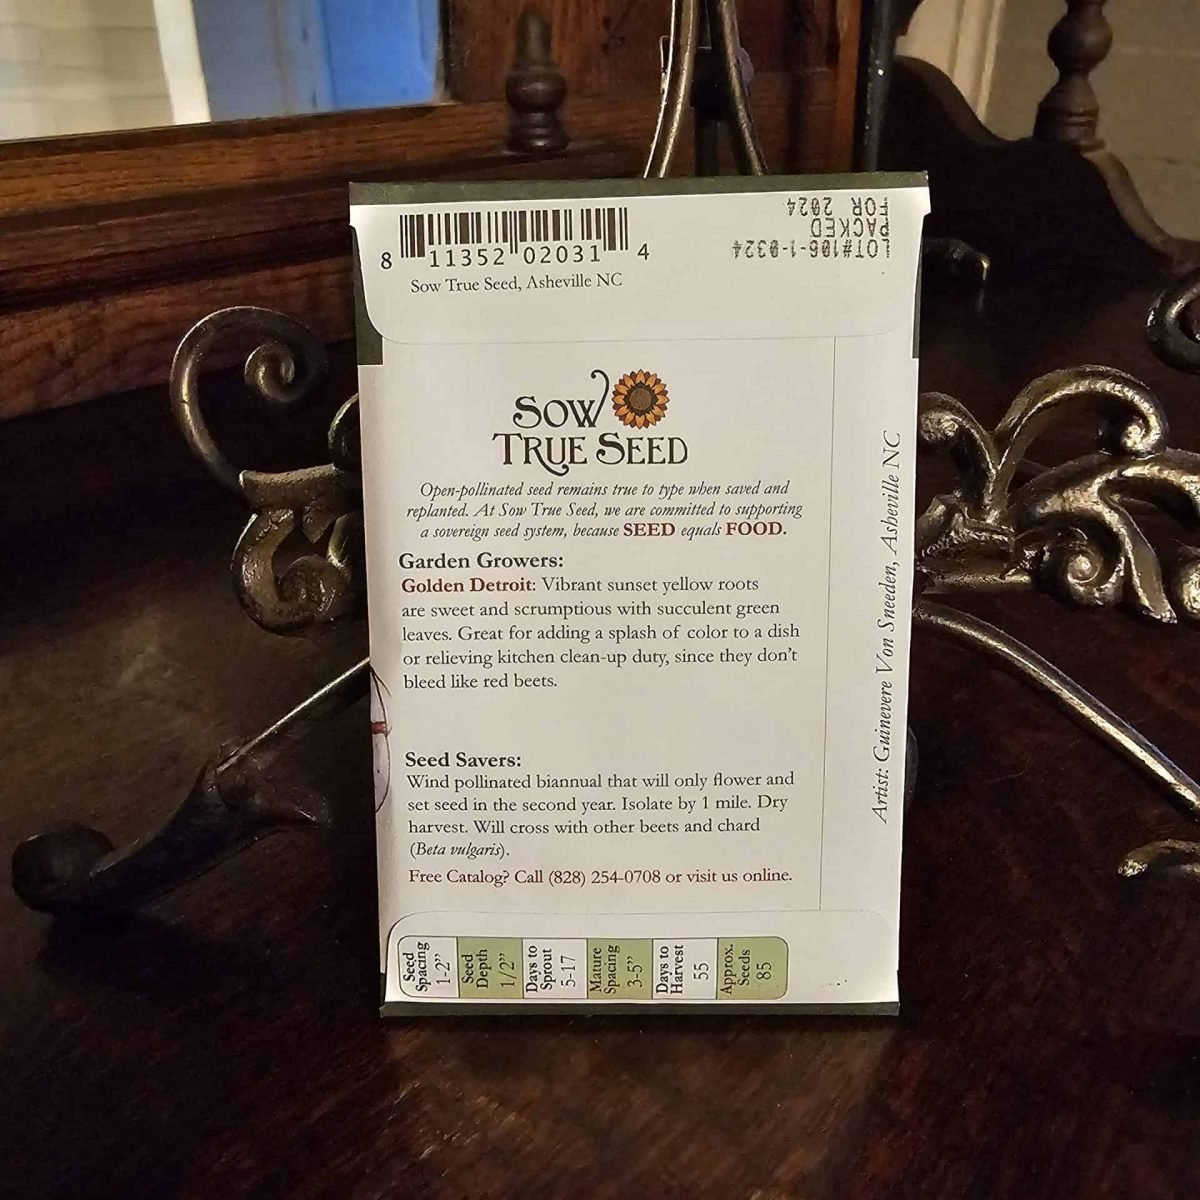 8 11352 02031 4
Sow True Seed, Asheville NC
LOT#106-1-0324
PACKED
FOR 2024
SOW
TRUE SEED
Open-pollinated seed remains true to type when saved and
replanted. At Sow True Seed, we are committed to supporting
a sovereign seed system, because SEED equals FOOD.
Garden Growers:
Golden Detroit: Vibrant sunset yellow roots
are sweet and scrumptious with succulent green
leaves. Great for adding a splash of color to a dish
or relieving kitchen clean-up duty, since they don't
bleed like red beets.
Seed Savers:
Wind pollinated biannual that will only flower and
set seed in the second year. Isolate by 1 mile. Dry
harvest. Will cross with other beets and chard
(Beta vulgaris).
Free Catalog? Call (828) 254-0708 or visit us online.
Artist: Guinevere Von Sneeden, Asheville NC
Seed
Spacing
1-2"
Seed
Depth
1/2"
Days to
Sprout
5-17
Mature
Spacing
3-5"
Days to
Harvest
55
Approx.
Seeds
85